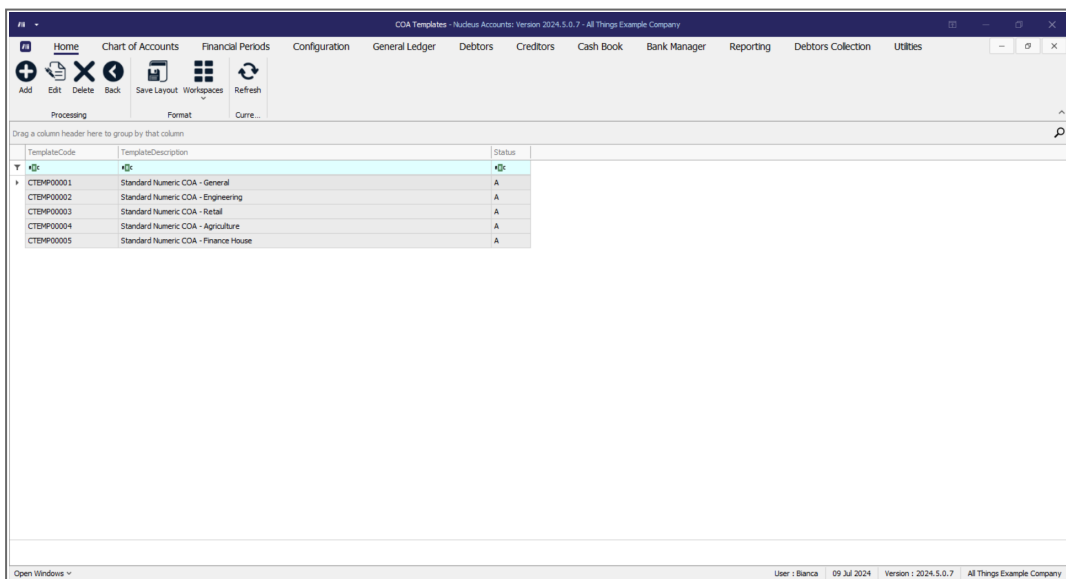 COA Templates - Nucleus Accounts: Version 2024.5.0.7 - All Things Example Company
Home Chart of Accounts Financial Periods Configuration General Ledger Debtors Creditors Cash Book Bank Manager Reporting Debtors Collection Utilities
Add Edit Delete Back Save Layout Workspaces Refresh
Processing Format Curre...
Drag a column header here to group by that column
TemplateCode TemplateDescription Status
CTEMP00001 Standard Numeric COA - General A
CTEMP00002 Standard Numeric COA - Engineering A
CTEMP00003 Standard Numeric COA - Retail A
CTEMP00004 Standard Numeric COA - Agriculture A
CTEMP00005 Standard Numeric COA - Finance House A
Open Windows User : Bianca 09 Jul 2024 Version : 2024.5.0.7 All Things Example Company